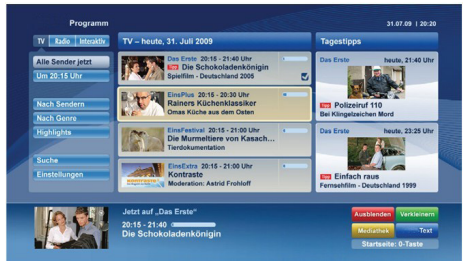 Programm
31.07.09 | 20:20
TV Radio Interaktiv
Alle Sender jetzt
Um 20:15 Uhr
Nach Sendern
Nach Genre
Highlights
Suche
Einstellungen
TV – heute, 31. Juli 2009
Das Erste 20:15 - 21:40 Uhr
Tipp Die Schokoladenkönigin
Spielfilm - Deutschland 2005
EinsPlus - 20:15 - 20:30 Uhr
Rainers Küchenklassiker
Omas Küche aus dem Osten
EinsFestival 20:15 - 21:00 Uhr
Die Murmeltiere von Kasach...
Tierdokumentation
EinsExtra 20:15 - 21:00 Uhr
Kontraste
Moderation: Astrid Frohloff
Tagestipps
Das Erste heute, 21:40 Uhr
Tipp Polizeiruf 110
Bei Klingelzeichen Mord
Das Erste heute, 23:25 Uhr
Tipp Einfach raus
Fernsehfilm - Deutschland 1999
Jetzt auf „Das Erste“
20:15 - 21:40
Die Schokoladenkönigin
Ausblenden Verkleinern
Mediathek Text
Startseite: 0-Taste